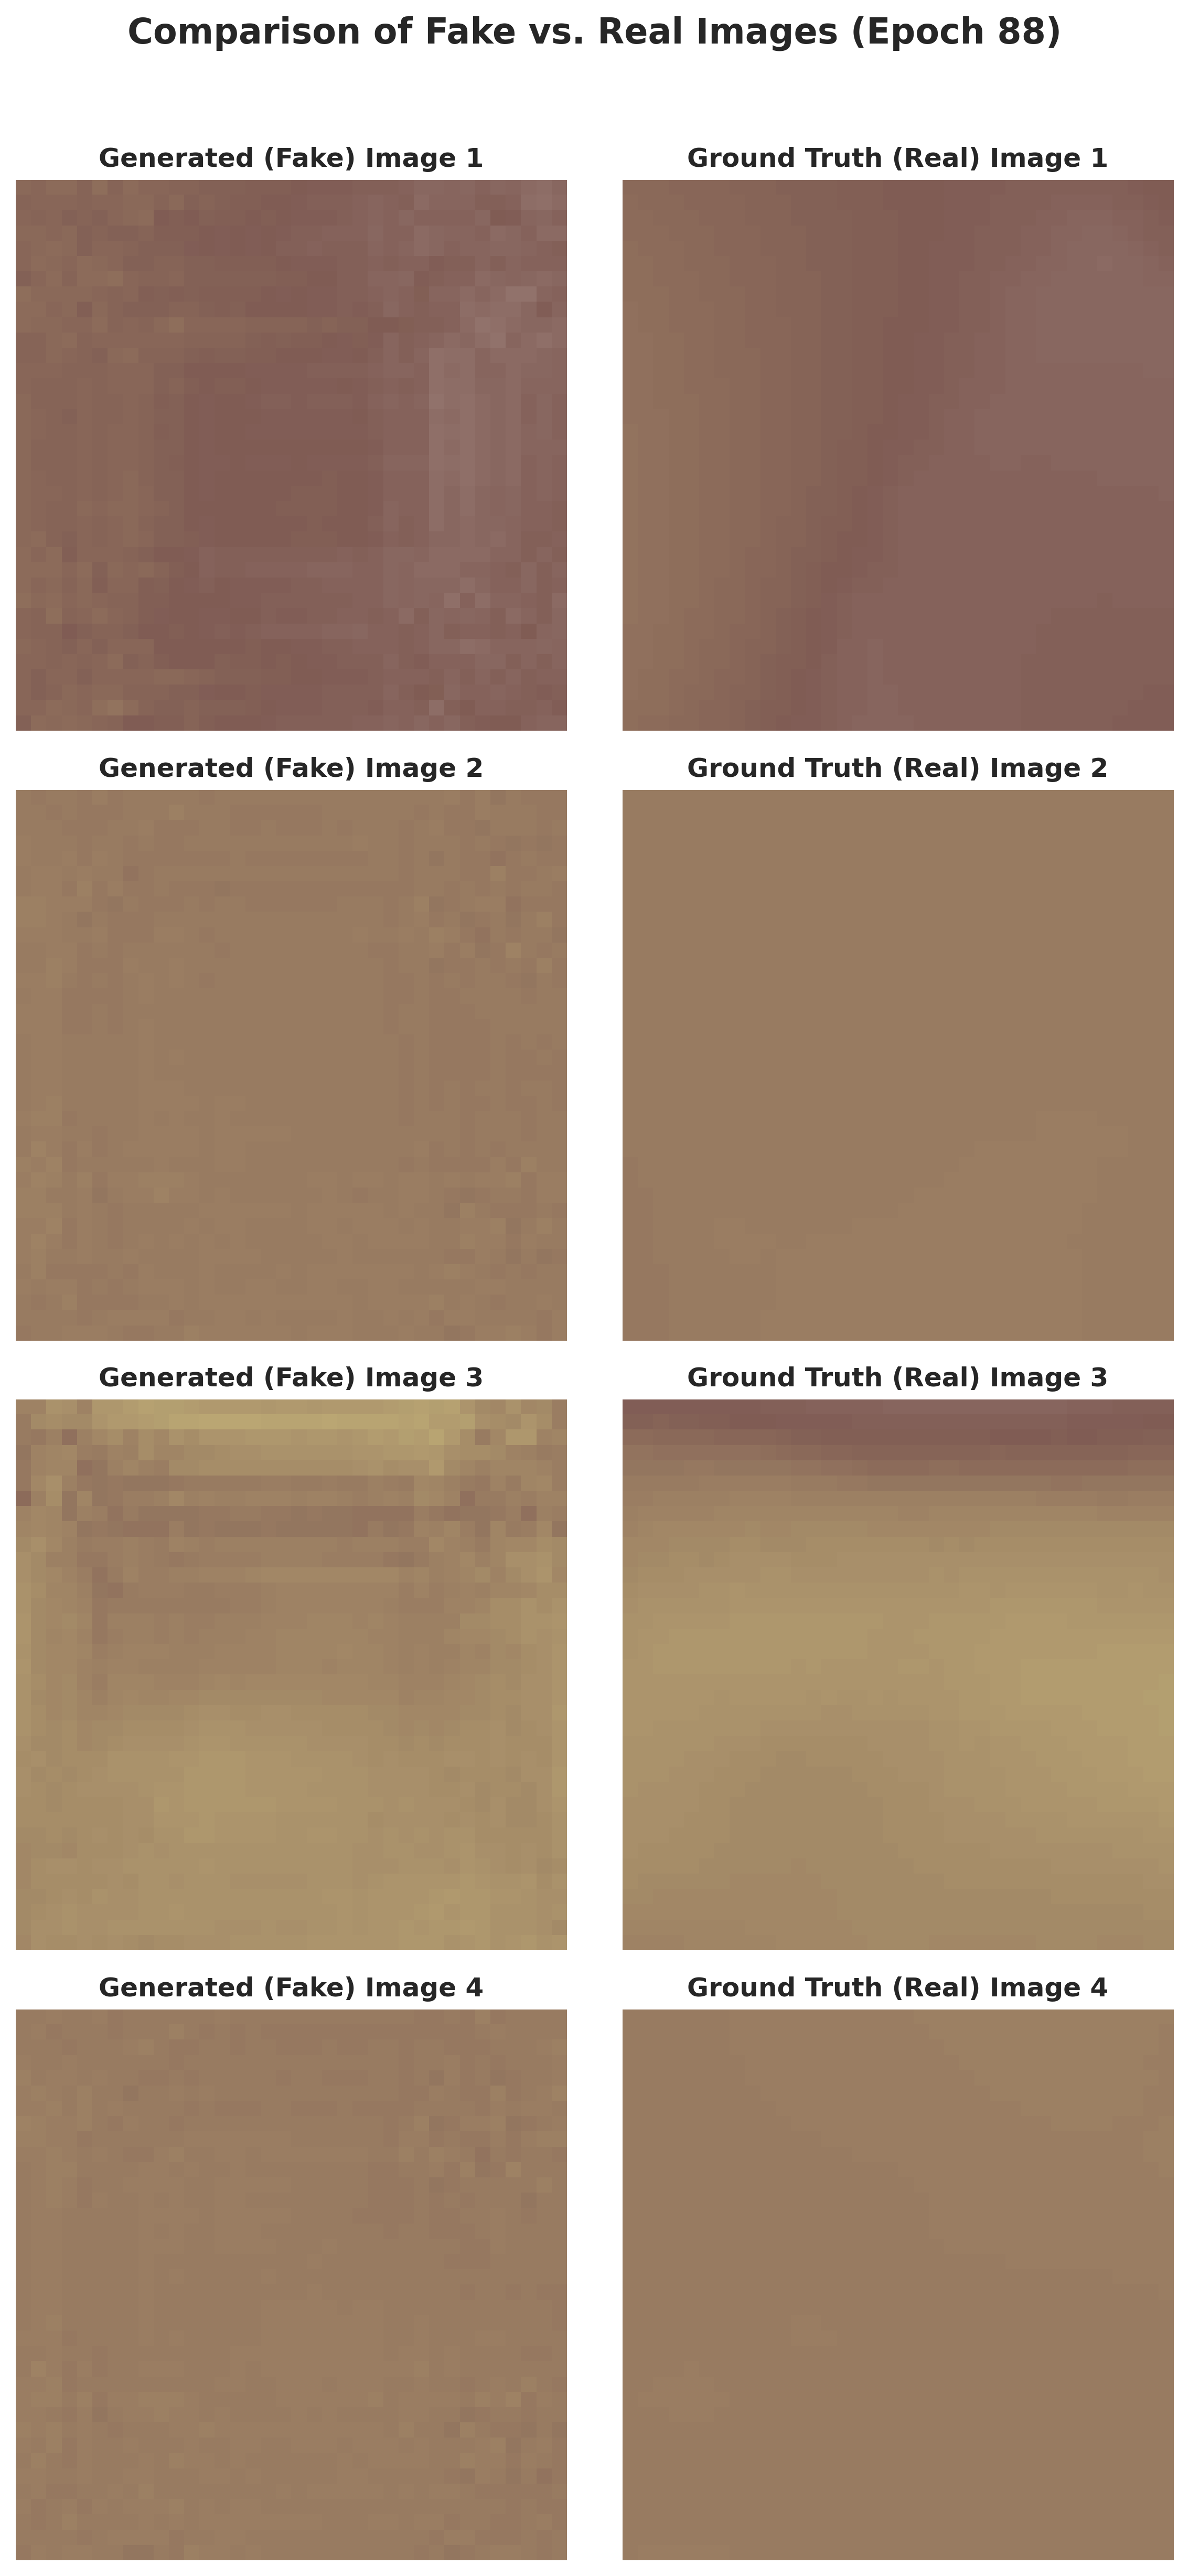 Comparison of Fake vs. Real Images (Epoch 88)
Generated (Fake) Image 1
Ground Truth (Real) Image 1
Generated (Fake) Image 2
Ground Truth (Real) Image 2
Generated (Fake) Image 3
Ground Truth (Real) Image 3
Generated (Fake) Image 4
Ground Truth (Real) Image 4